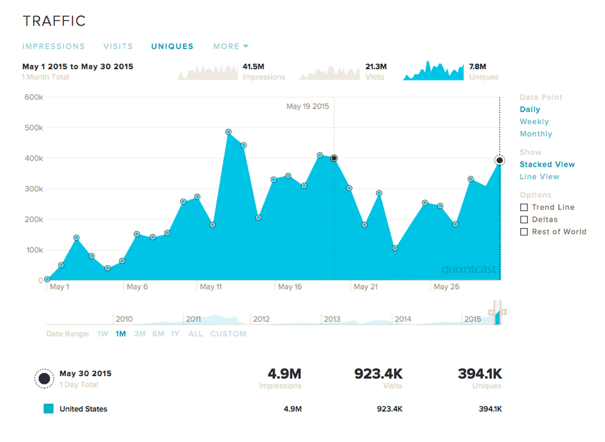 TRAFFIC
IMPRESSIONS VISITS UNIQUES MORE
May 1 2015 to May 30 2015
1 Month Total
41.5M
Impressions
21.3M
Visits
7.8M
Uniques
600k
500k
400k
300k
200k
100k
0
May 19 2015
quantcast
May 1 May 6 May 11 May 16 May 21 May 26
Data Point
Daily
Weekly
Monthly
Show
Stacked View
Line View
Options
Trend Line
Deltas
Rest of World
2010 2011 2012 2013 2014 2015
Date Range: 1W 1M 3M 6M 1Y ALL CUSTOM
May 30 2015
1 Day Total
4.9M
Impressions
923.4K
Visits
394.1K
Uniques
United States 4.9M 923.4K 394.1K